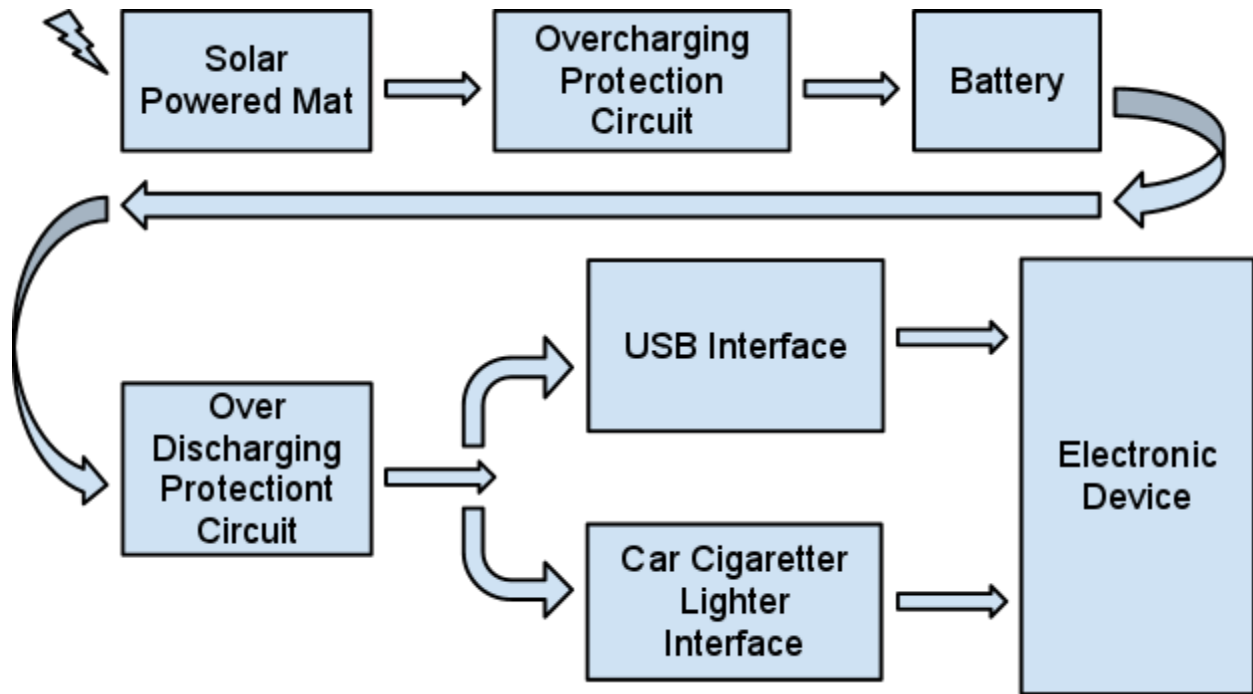 Solar
Powered Mat
Overcharging
Protection
Circuit
Battery
USB Interface
Over
Discharging
Protectiont
Circuit
Car Cigaretter
Lighter
Interface
Electronic
Device